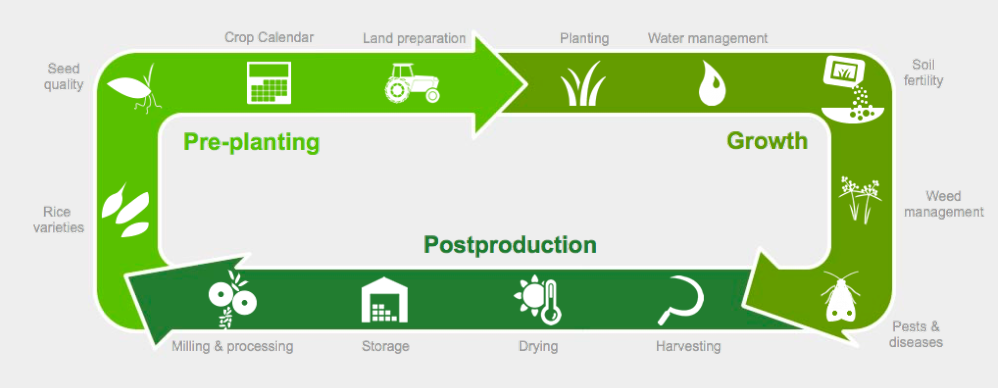 Crop Calendar
Land preparation
Planting
Water management
Seed
quality
Soil
fertility
Pre-planting
Growth
Rice
varieties
Weed
management
Postproduction
Milling & processing
Storage
Drying
Harvesting
Pests &
diseases